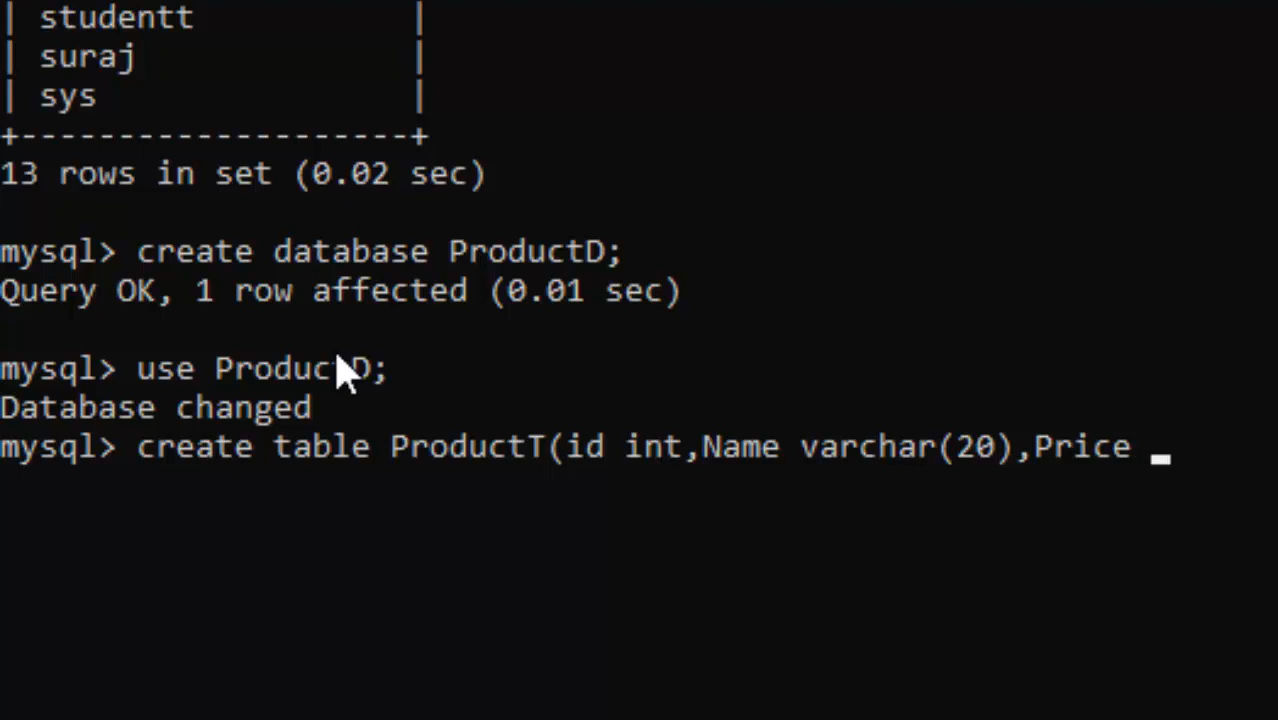 | studentt |
| suraj |
| sys |
+--------------------+
13 rows in set (0.02 sec)
mysql> create database ProductD;
Query OK, 1 row affected (0.01 sec)
mysql> use ProductD;
Database changed
mysql> create table ProductT(id int,Name varchar(20),Price